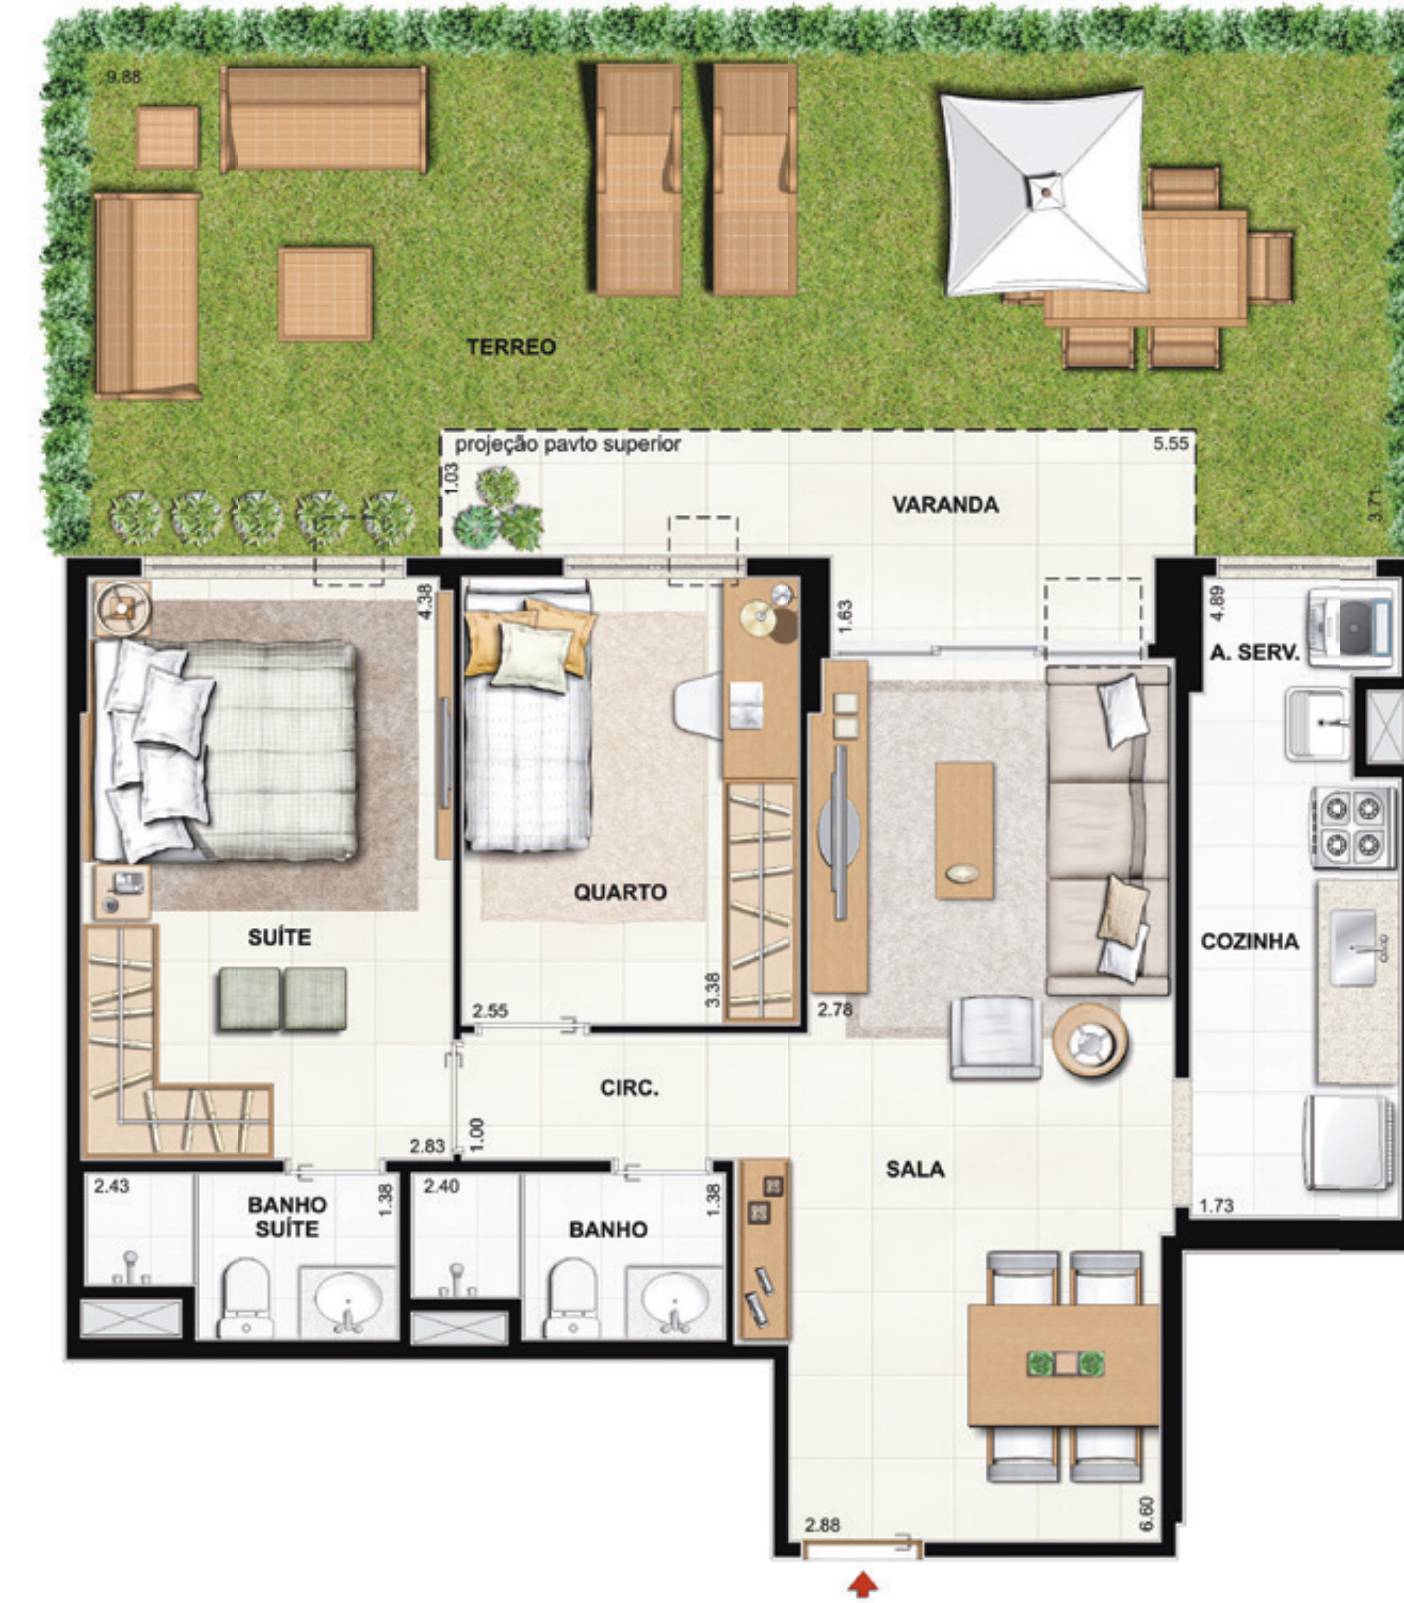 9.88
TERREO
projeção pavto superior
5.55
1.03
VARANDA
3.71
4.38
1.63
4.89
A. SERV.
QUARTO
SUÍTE
COZINHA
3.38
2.55
2.78
CIRC.
1.00
2.83
SALA
2.43
BANHO
SUÍTE
1.38
2.40
BANHO
1.38
1.73
2.88
6.60